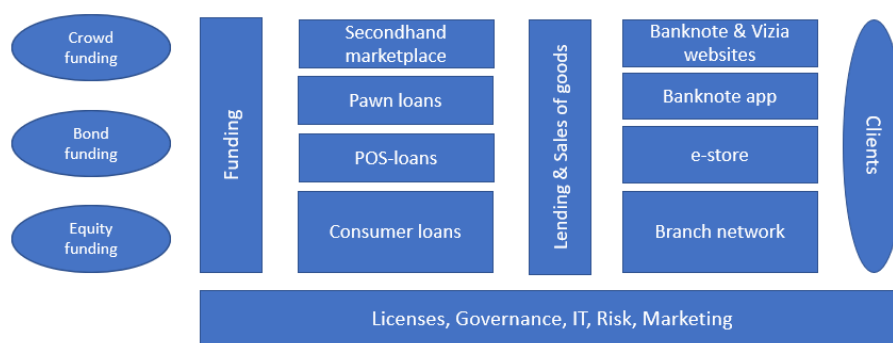 Crowd
funding
Bond
funding
Equity
funding
Funding
Secondhand
marketplace
Pawn loans
POS-loans
Consumer loans
Lending & Sales of goods
Banknote & Vizia
websites
Banknote app
e-store
Branch network
Clients
Licenses, Governance, IT, Risk, Marketing